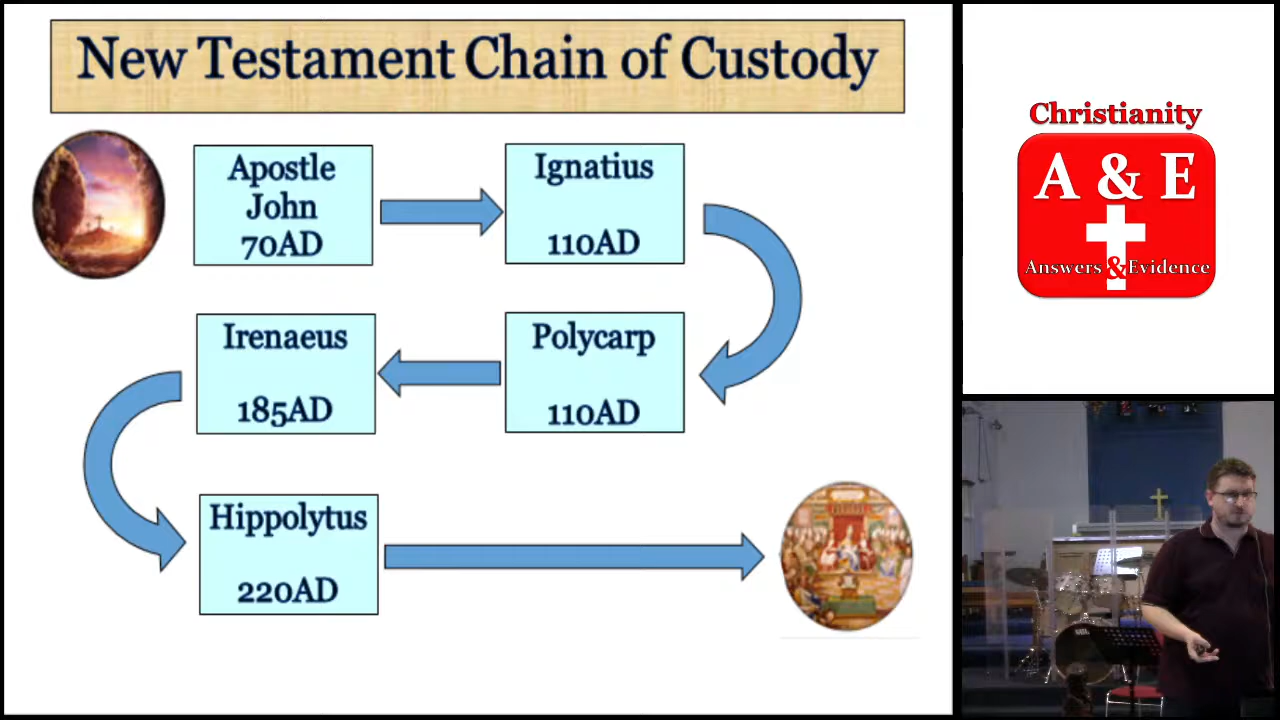 New Testament Chain of Custody
Apostle
John
70AD
Ignatius
110AD
Irenaeus
185AD
Polycarp
110AD
Hippolytus
220AD
Christianity
A & E
Answers & Evidence